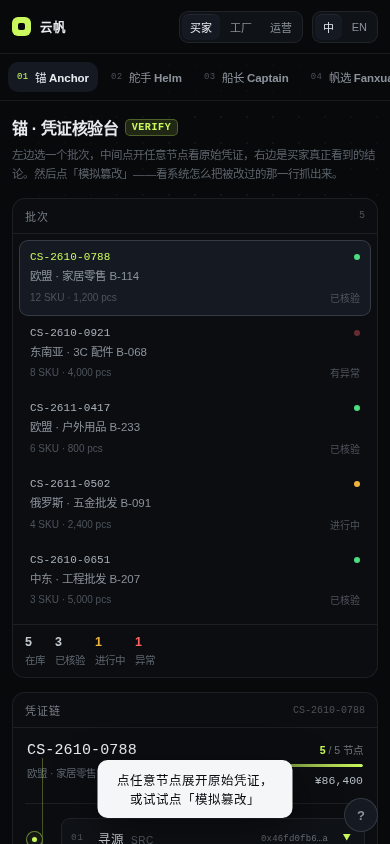 云帆
买家 工厂 运营 中 EN
01 锚 Anchor 02 舵手 Helm 03 船长 Captain 04 帆选
锚 · 凭证核验台 VERIFY
左边选一个批次，中间点开任意节点看原始凭证，右边是买家真正看到的结
论。然后点「模拟篡改」——看系统怎么把被改过的那一行抓出来。
批次 5
CS-2610-0788
欧盟 · 家居零售 B-114
12 SKU · 1,200 pcs 已核验
CS-2610-0921
东南亚 · 3C 配件 B-068
8 SKU · 4,000 pcs 有异常
CS-2611-0417
欧盟 · 户外用品 B-233
6 SKU · 800 pcs 已核验
CS-2611-0502
俄罗斯 · 五金批发 B-091
4 SKU · 2,400 pcs 进行中
CS-2610-0651
中东 · 工程批发 B-207
3 SKU · 5,000 pcs 已核验
5 3 1 1
在库 已核验 进行中 异常
凭证链 CS-2610-0788
CS-2610-0788 5 / 5 节点
欧盟 · 家居零售 ¥86,400
点任意节点展开原始凭证，
或试试点「模拟篡改」
?
01 寻源 SRC 0x46fd0fb6…a